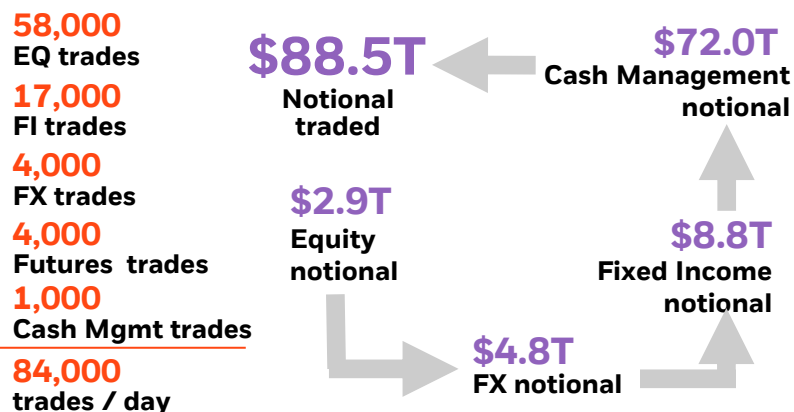 58,000
EQ trades
17,000
FI trades
4,000
FX trades
4,000
Futures trades
1,000
Cash Mgmt trades
84,000
trades / day
$88.5T
Notional
traded
$72.0T
Cash Management
notional
$2.9T
Equity
notional
$8.8T
Fixed Income
notional
$4.8T
FX notional